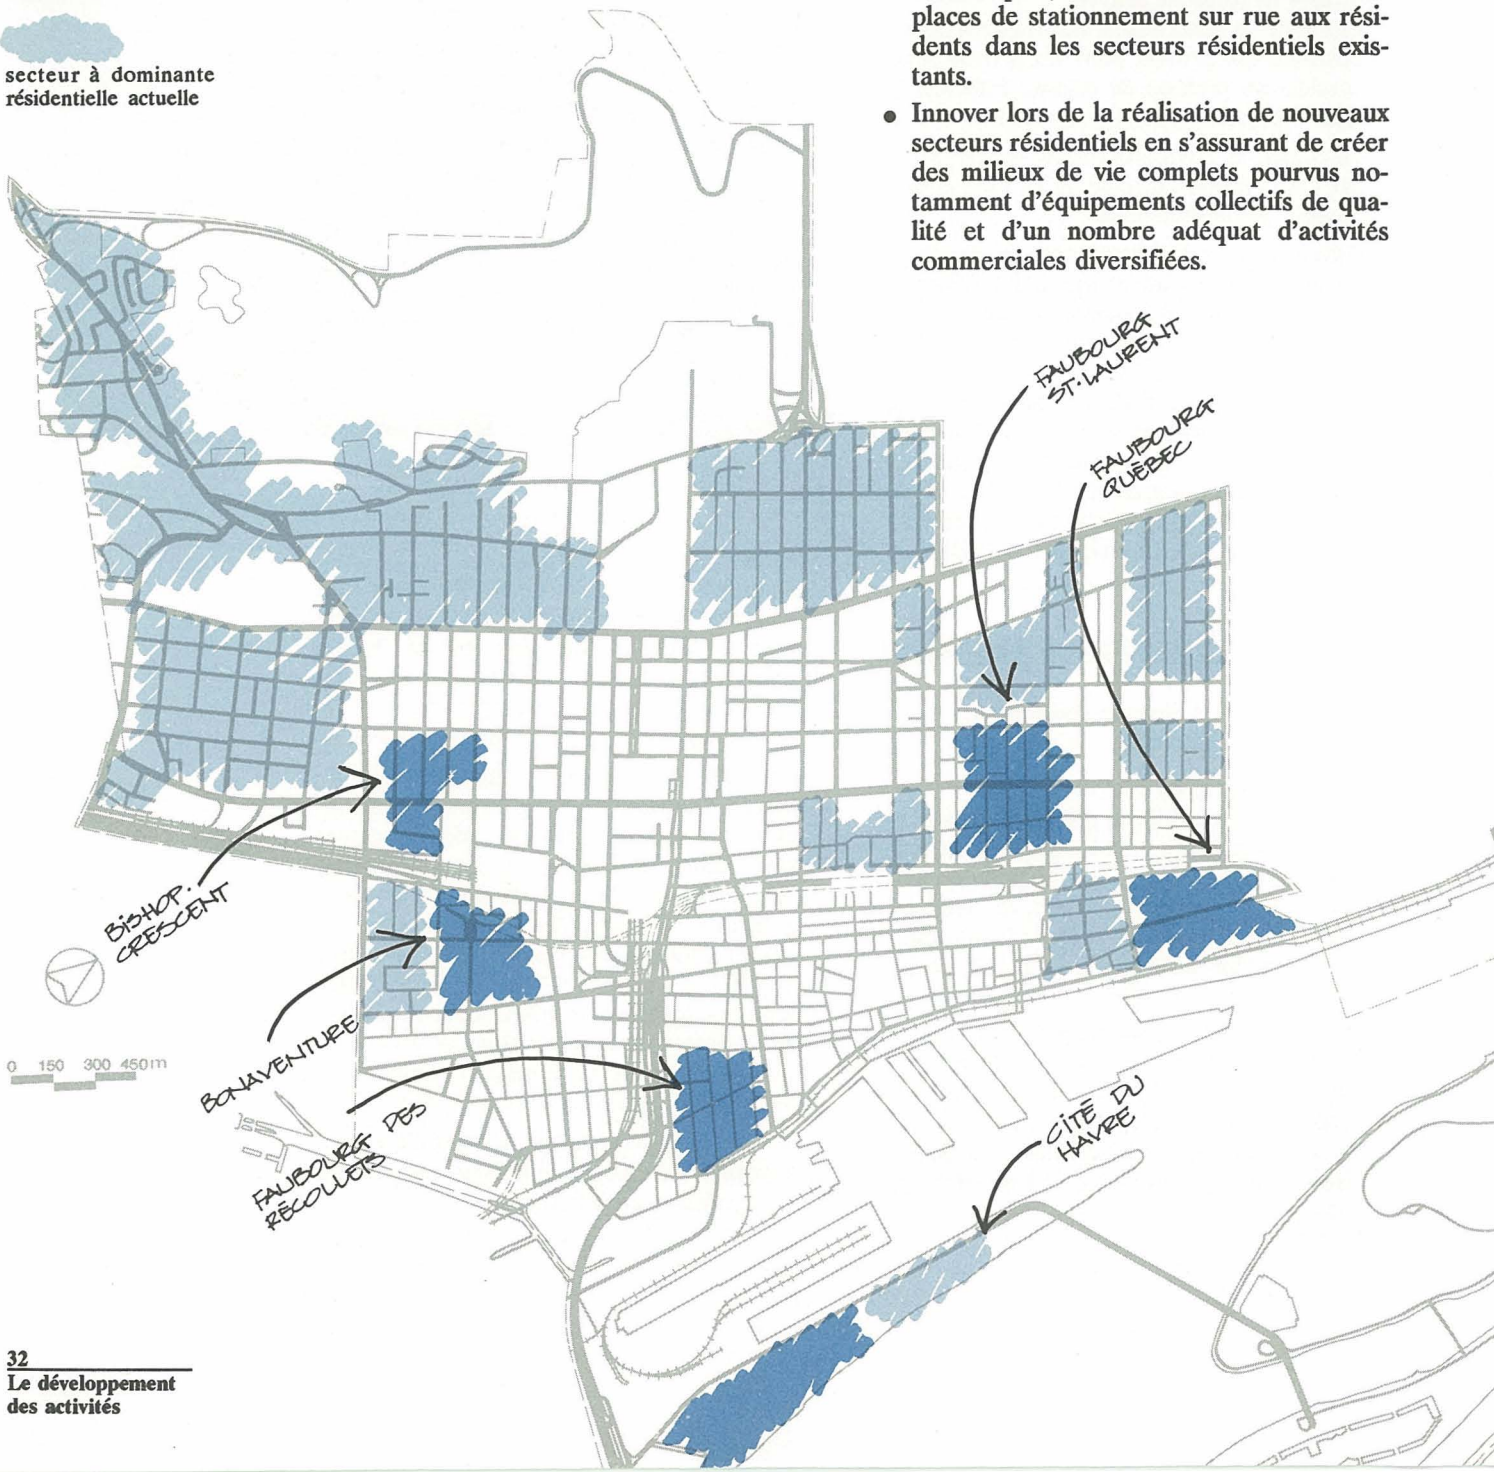 secteur à dominante
résidentielle actuelle
places de stationnement sur rue aux rési-
dents dans les secteurs résidentiels exis-
tants.
• Innover lors de la réalisation de nouveaux
secteurs résidentiels en s'assurant de créer
des milieux de vie complets pourvus no-
tamment d'équipements collectifs de qua-
lité et d'un nombre adéquat d'activités
commerciales diversifiées.
FAUBOURG
ST-LAURENT
FAUBOURG
QUÉBEC
BISHOP-
CRESCENT
BONAVENTURE
0 150 300 450m
FAUBOURG DES
RÉCOLLETS
CITÉ DU
HAVRE
32
Le développement
des activités